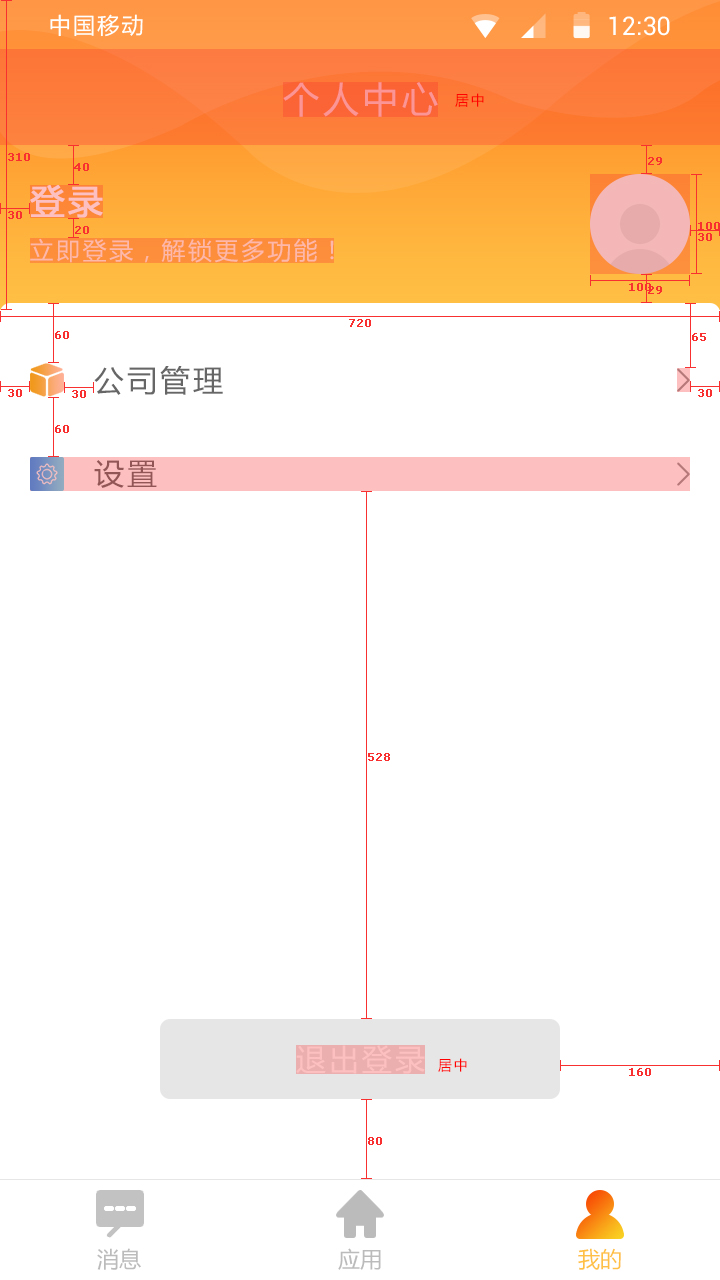 中国移动 12:30
个人中心 居中
310
40
29
登录
30
20
100
30
立即登录，解锁更多功能！
100
29
720
60
65
公司管理
30
30
30
60
设置
528
退出登录 居中
160
80
消息 应用 我的